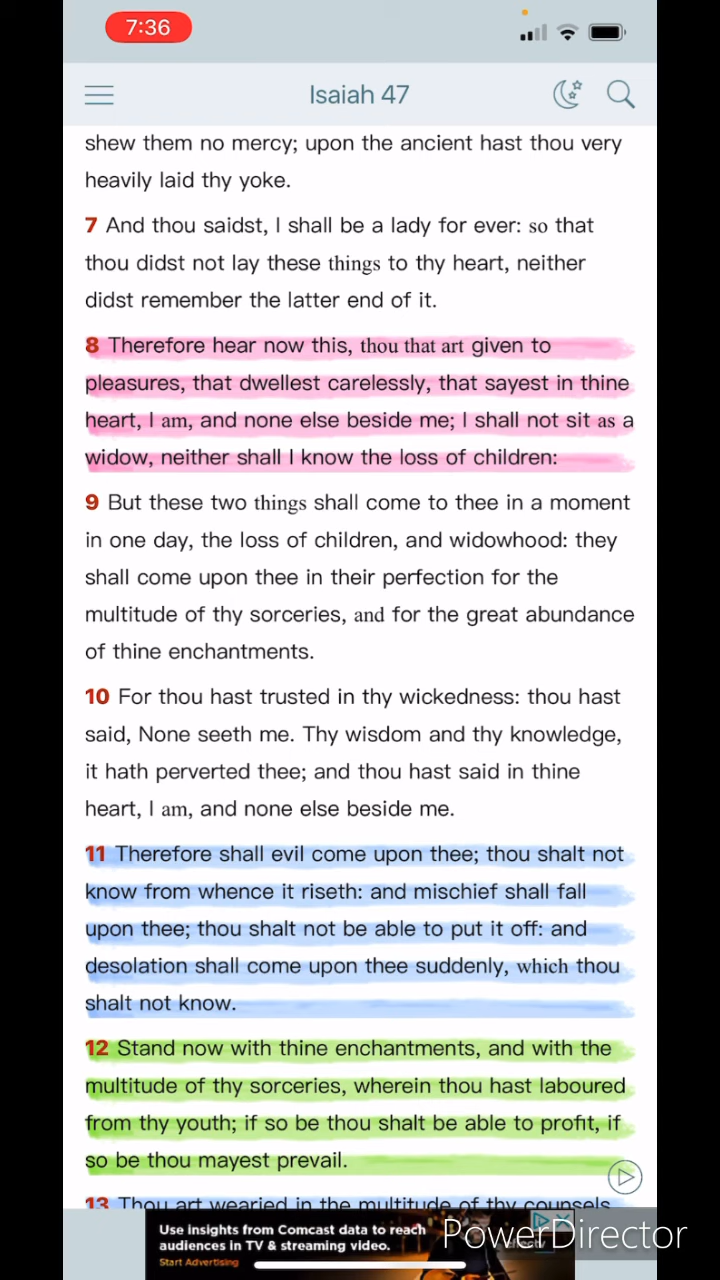 7:36
Isaiah 47
shew them no mercy; upon the ancient hast thou very
heavily laid thy yoke.
7 And thou saidst, I shall be a lady for ever: so that
thou didst not lay these things to thy heart, neither
didst remember the latter end of it.
8 Therefore hear now this, thou that art given to
pleasures, that dwellest carelessly, that sayest in thine
heart, I am, and none else beside me; I shall not sit as a
widow, neither shall I know the loss of children:
9 But these two things shall come to thee in a moment
in one day, the loss of children, and widowhood: they
shall come upon thee in their perfection for the
multitude of thy sorceries, and for the great abundance
of thine enchantments.
10 For thou hast trusted in thy wickedness: thou hast
said, None seeth me. Thy wisdom and thy knowledge,
it hath perverted thee; and thou hast said in thine
heart, I am, and none else beside me.
11 Therefore shall evil come upon thee; thou shalt not
know from whence it riseth: and mischief shall fall
upon thee; thou shalt not be able to put it off: and
desolation shall come upon thee suddenly, which thou
shalt not know.
12 Stand now with thine enchantments, and with the
multitude of thy sorceries, wherein thou hast laboured
from thy youth; if so be thou shalt be able to profit, if
so be thou mayest prevail.
13 Thou art wearied in the multitude of thy counsels
Use insights from Comcast data to reach
audiences in TV & streaming video.
Start Advertising
PowerDirector